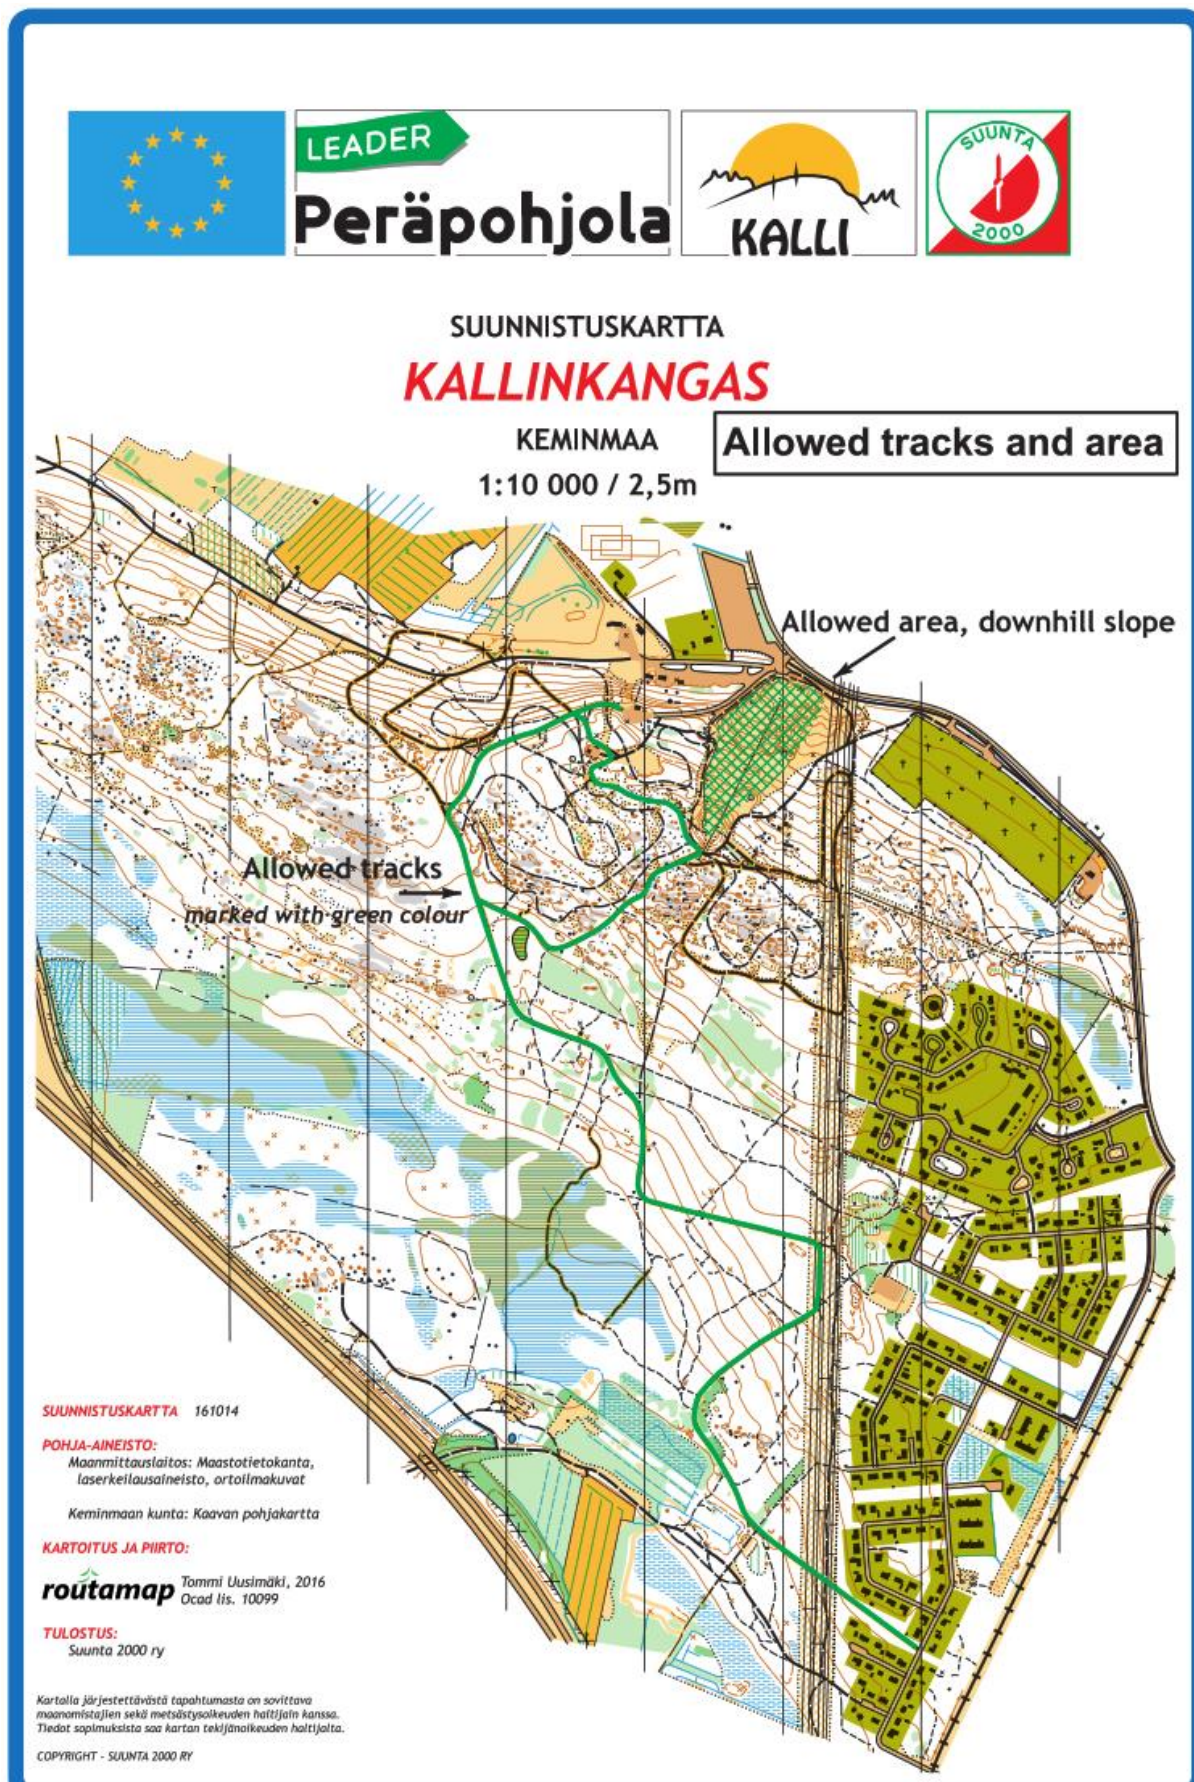 LEADER
Peräpohjola
KALLI
SUUNTA
2000
SUUNNISTUSKARTTA
KALLINKANGAS
KEMINMAA
1:10 000 / 2,5m
Allowed tracks and area
Allowed area, downhill slope
Allowed tracks
marked with green colour
SUUNNISTUSKARTTA 161014
POHJA-AINEISTO:
Maanmittauslaitos: Maastotietokanta,
laserkeilausaineisto, ortoilmakuvat
Keminmaan kunta: Kaavan pohjakartta
KARTOITUS JA PIIRTO:
routamap Tommi Uusimäki, 2016
Ocad lis. 10099
TULOSTUS:
Suunta 2000 ry
Kartalla järjestettävästä tapahtumasta on sovittava
maanomistajien sekä metsästysoikeuden haltijain kanssa.
Tiedot sopimuksista saa kartan tekijänoikeuden haltijalta.
COPYRIGHT - SUUNTA 2000 RY